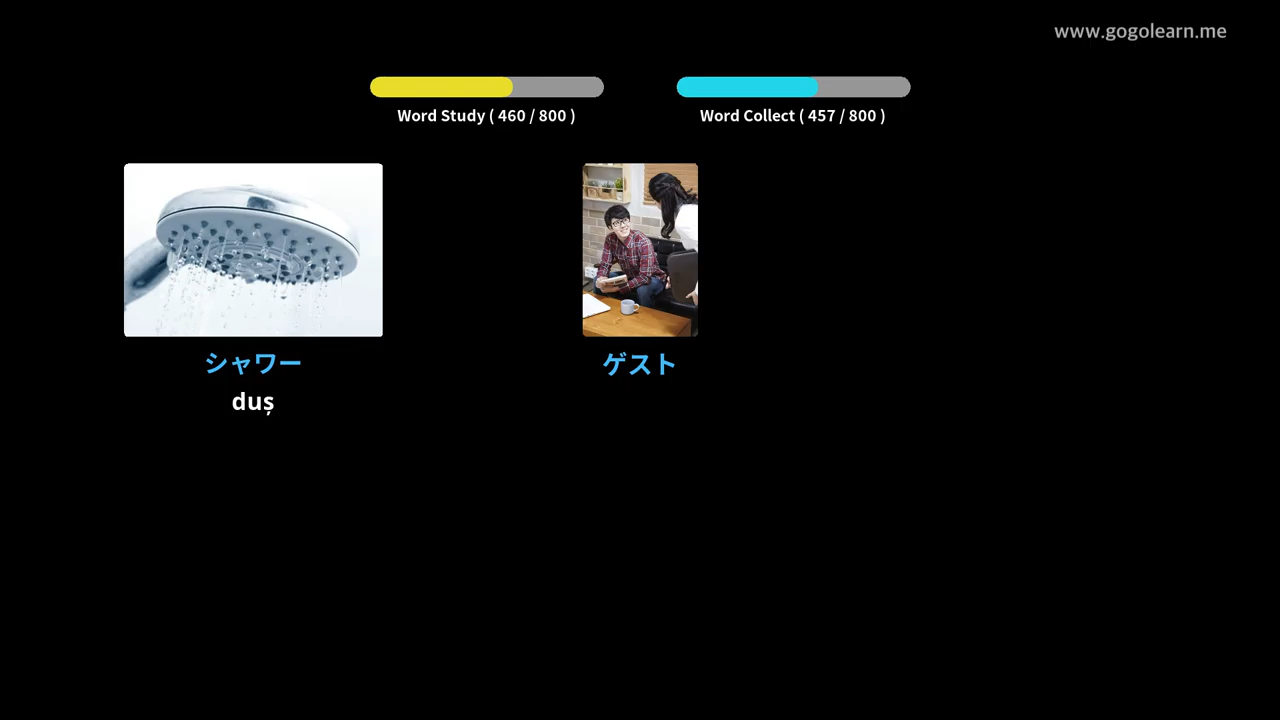 www.gogolearn.me
Word Study ( 460 / 800 )
Word Collect ( 457 / 800 )
シャワー
duș
ゲスト